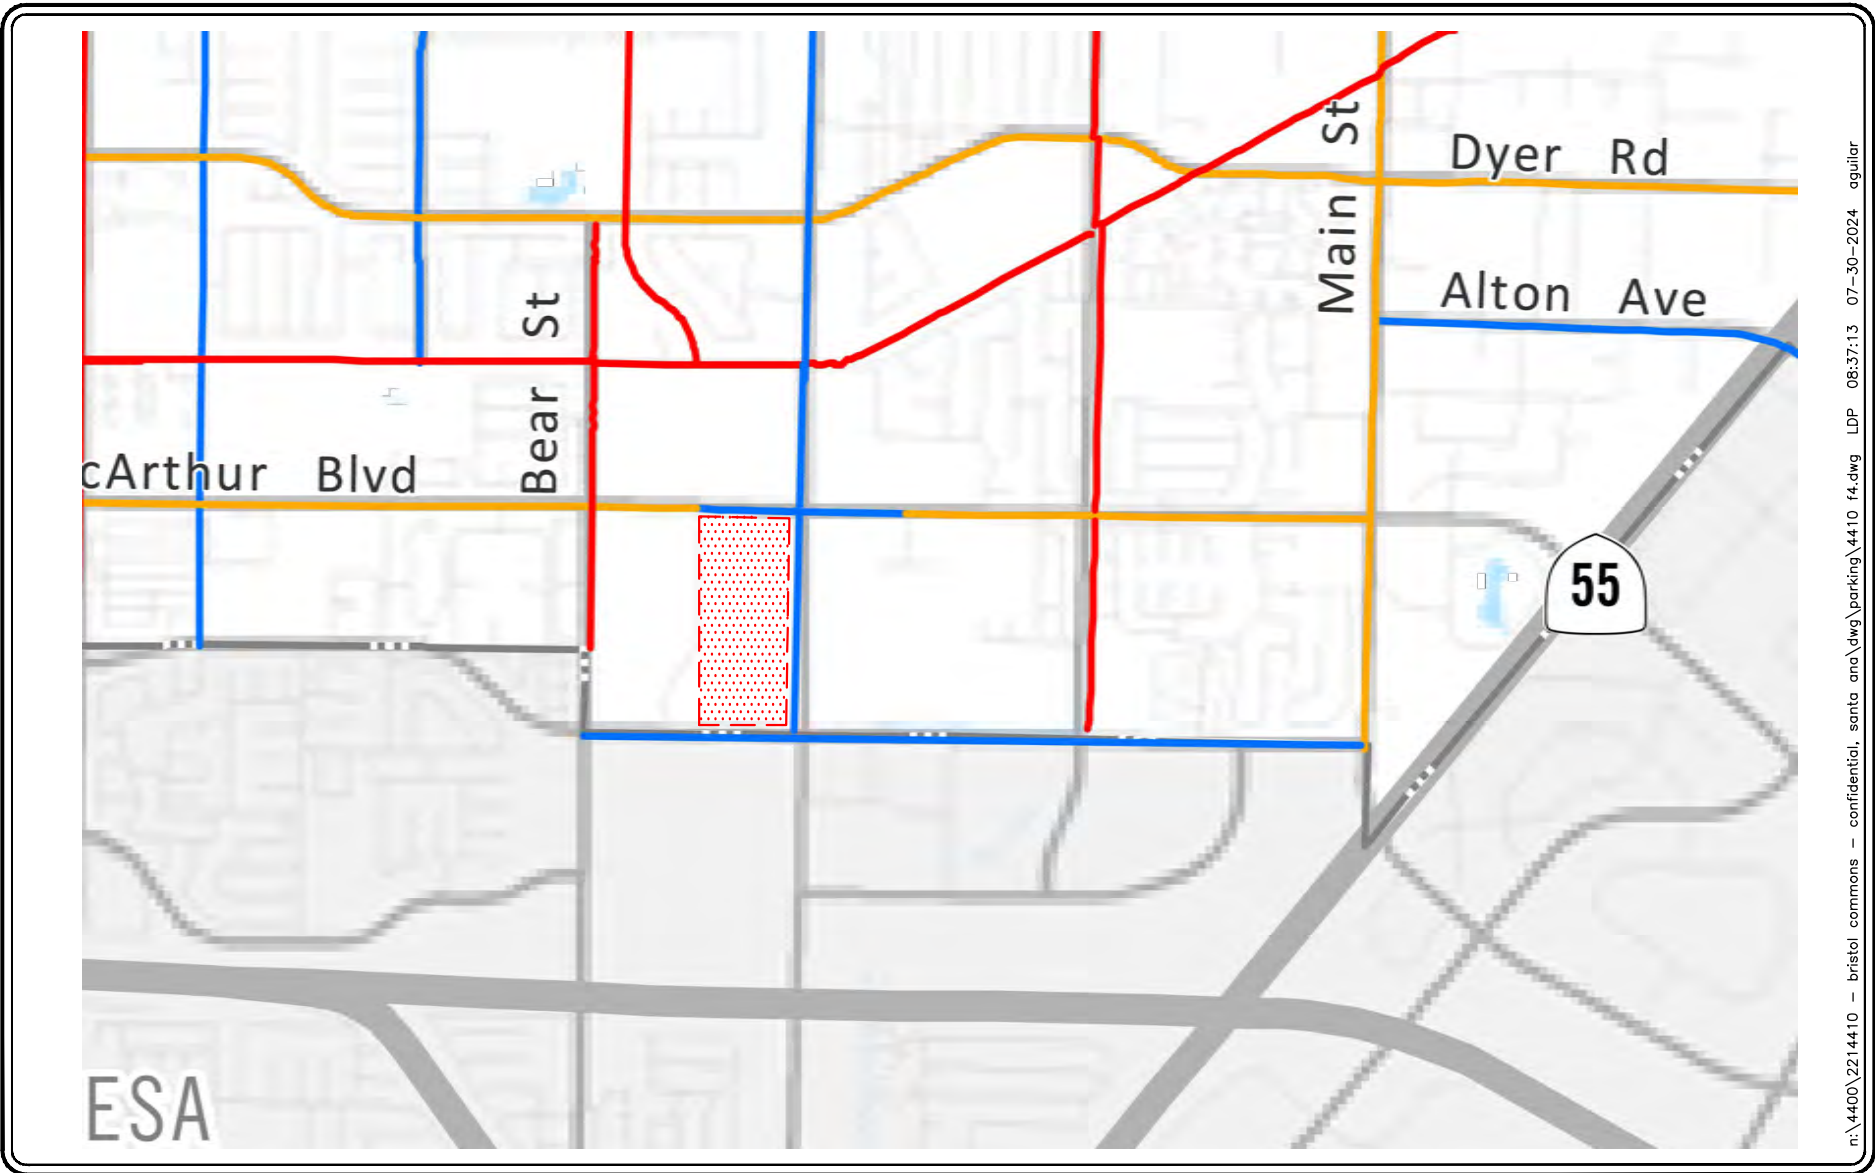 Dyer Rd
Main St
Alton Ave
Bear St
cArthur Blvd
55
ESA
n:\4400\2214410 - bristol commons - confidential, santa ana\dwg\parking\4410 f4.dwg LDP 08:37:13 07-30-2024 aguilar